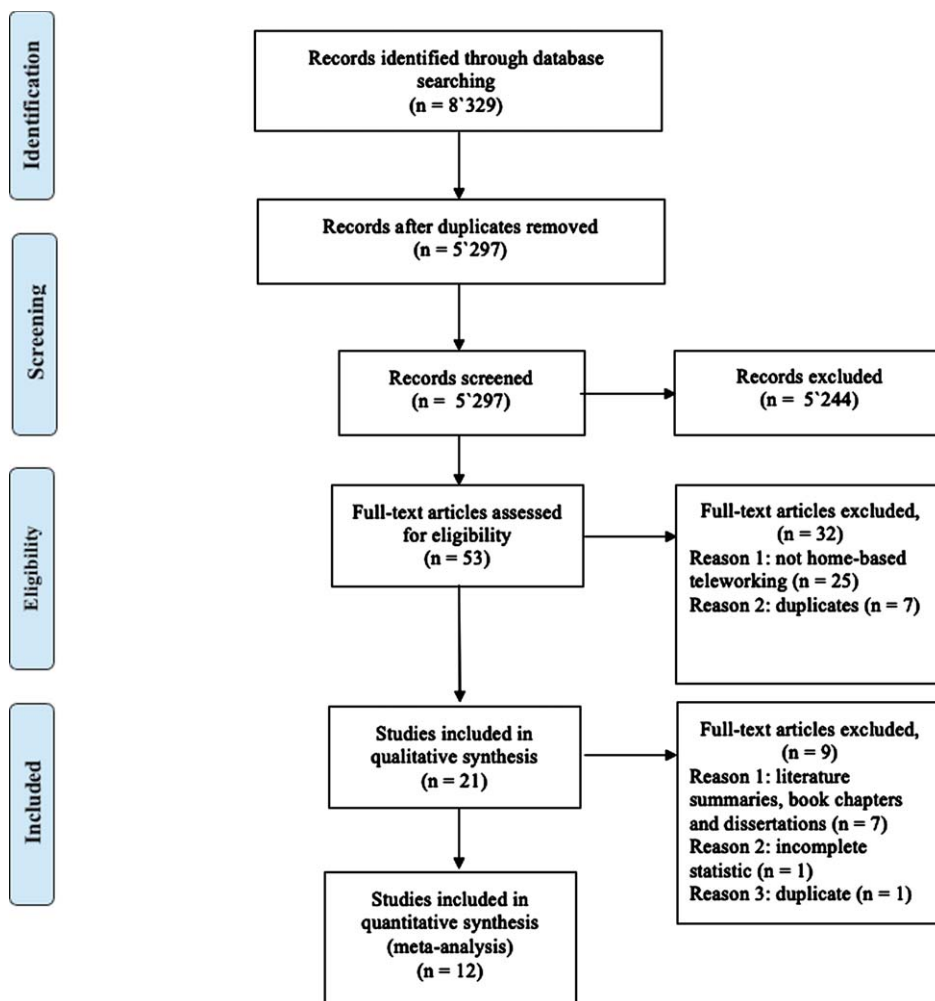 Identification
Records identified through database
searching
(n = 8`329)
Records after duplicates removed
(n = 5`297)
Screening
Records screened
(n = 5`297)
Records excluded
(n = 5`244)
Eligibility
Full-text articles assessed
for eligibility
(n = 53)
Full-text articles excluded,
(n = 32)
Reason 1: not home-based
teleworking (n = 25)
Reason 2: duplicates (n = 7)
Included
Studies included in
qualitative synthesis
(n = 21)
Full-text articles excluded,
(n = 9)
Reason 1: literature
summaries, book chapters
and dissertations (n = 7)
Reason 2: incomplete
statistic (n = 1)
Reason 3: duplicate (n = 1)
Studies included in
quantitative synthesis
(meta-analysis)
(n = 12)